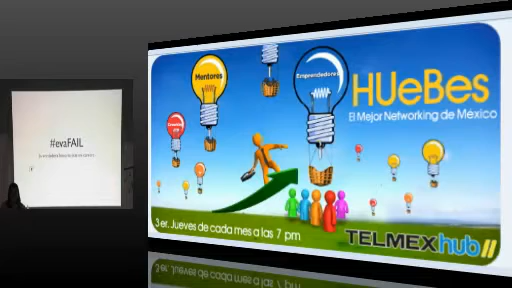 #evaFAIL
Mentores
Emprendedores
HUeBes
El Mejor Networking de México
3 er. Jueves de cada mes a las 7 pm
TELMEXhub